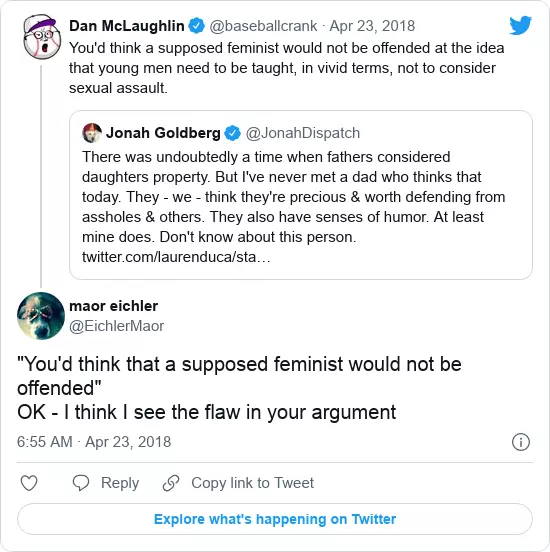 Dan McLaughlin @baseballcrank · Apr 23, 2018
You'd think a supposed feminist would not be offended at the idea
that young men need to be taught, in vivid terms, not to consider
sexual assault.
Jonah Goldberg @JonahDispatch
There was undoubtedly a time when fathers considered
daughters property. But I've never met a dad who thinks that
today. They - we - think they're precious & worth defending from
assholes & others. They also have senses of humor. At least
mine does. Don't know about this person.
twitter.com/laurenduca/sta…
maor eichler
@EichlerMaor
"You'd think that a supposed feminist would not be
offended"
OK - I think I see the flaw in your argument
6:55 AM · Apr 23, 2018
Reply Copy link to Tweet
Explore what's happening on Twitter